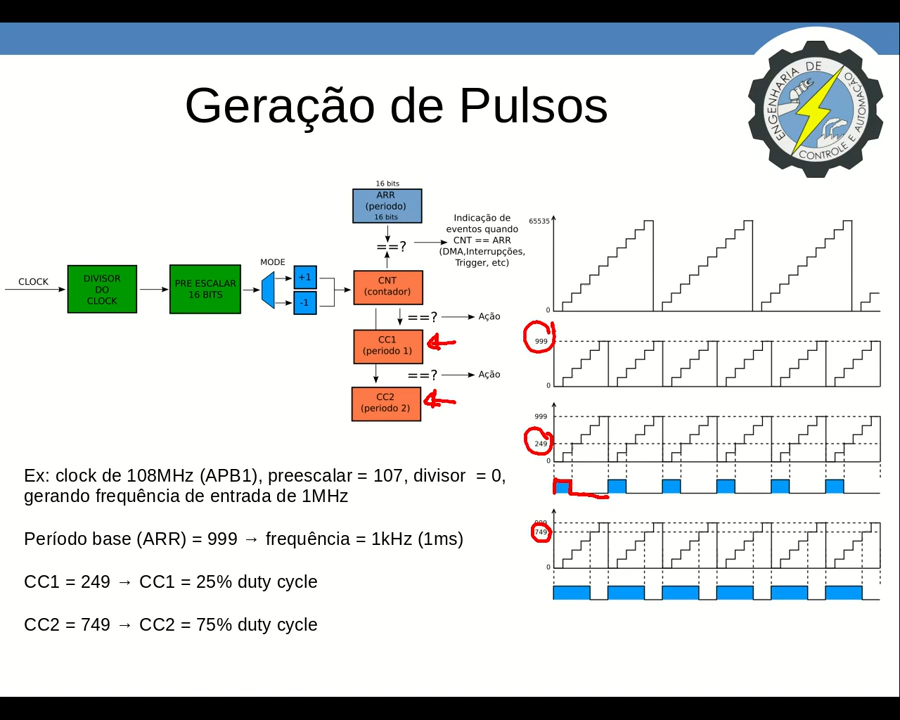 Geração de Pulsos
ENGENHARIA DE
CONTROLE E AUTOMAÇÃO
16 bits
ARR
(periodo)
16 bits
==?
Indicação de
eventos quando
CNT == ARR
(DMA,Interrupções,
Trigger, etc)
CLOCK
DIVISOR
DO
CLOCK
PRE ESCALAR
16 BITS
MODE
+1
-1
CNT
(contador)
==?
Ação
CC1
(periodo 1)
==?
Ação
CC2
(periodo 2)
65535
0
999
0
999
249
0
999
749
0
Ex: clock de 108MHz (APB1), preescalar = 107, divisor = 0,
gerando frequência de entrada de 1MHz
Período base (ARR) = 999 → frequência = 1kHz (1ms)
CC1 = 249 → CC1 = 25% duty cycle
CC2 = 749 → CC2 = 75% duty cycle